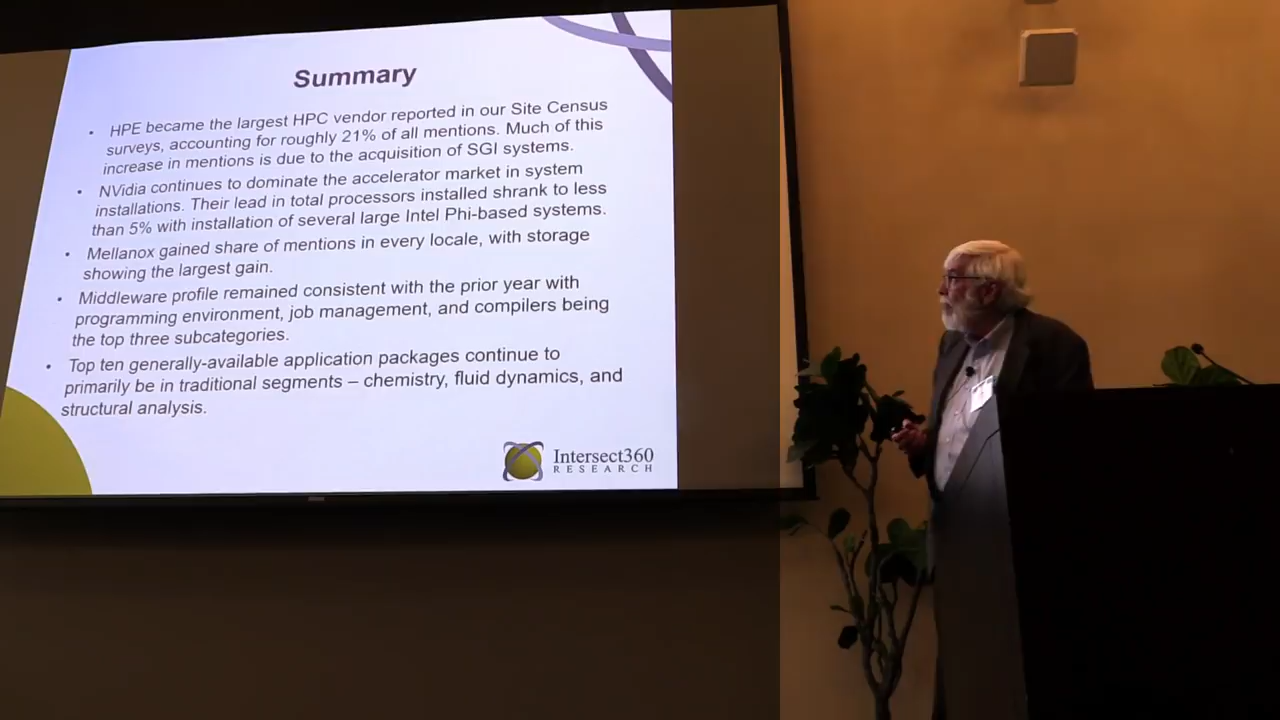 Summary
• HPE became the largest HPC vendor reported in our Site Census
surveys, accounting for roughly 21% of all mentions. Much of this
increase in mentions is due to the acquisition of SGI systems.
• NVidia continues to dominate the accelerator market in system
installations. Their lead in total processors installed shrank to less
than 5% with installation of several large Intel Phi-based systems.
• Mellanox gained share of mentions in every locale, with storage
showing the largest gain.
• Middleware profile remained consistent with the prior year with
programming environment, job management, and compilers being
the top three subcategories.
• Top ten generally-available application packages continue to
primarily be in traditional segments – chemistry, fluid dynamics, and
structural analysis.
Intersect360
RESEARCH